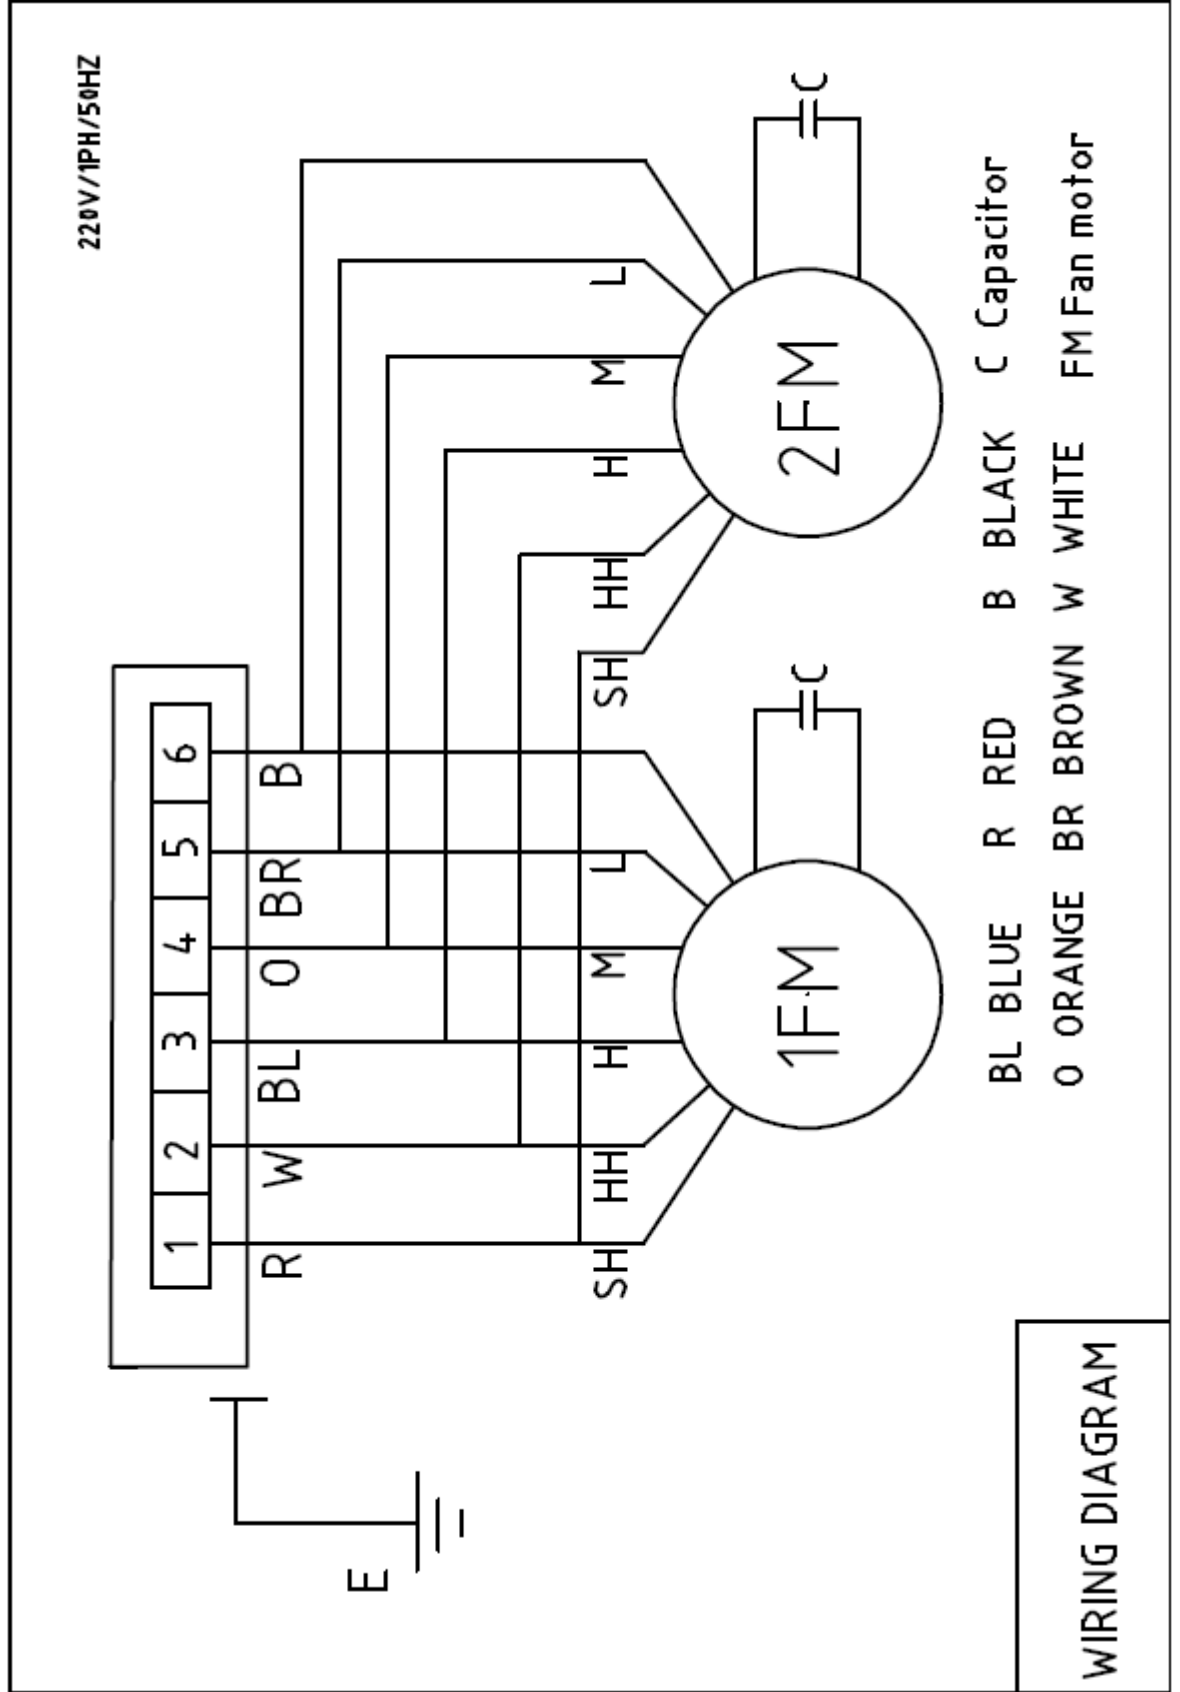 220V/1PH/50HZ
1 2 3 4 5 6
R W BL O BR B
E
SH HH H M L SH HH H M L
1FM C 2FM C
BL BLUE R RED B BLACK C Capacitor
O ORANGE BR BROWN W WHITE FM Fan motor
WIRING DIAGRAM